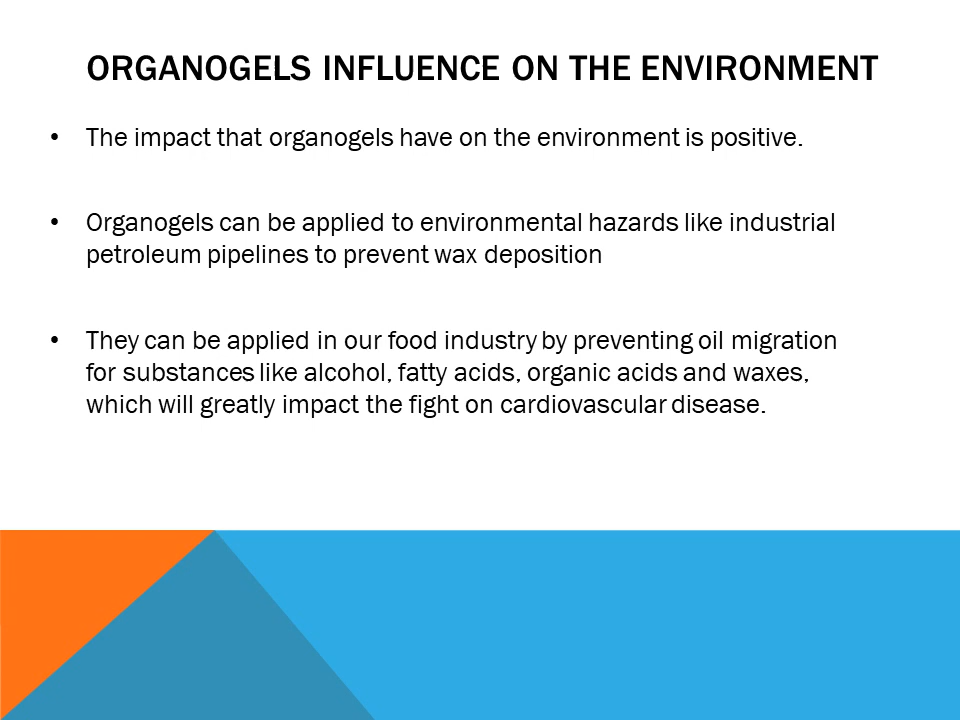 ORGANOGELS INFLUENCE ON THE ENVIRONMENT
• The impact that organogels have on the environment is positive.
• Organogels can be applied to environmental hazards like industrial
petroleum pipelines to prevent wax deposition
• They can be applied in our food industry by preventing oil migration
for substances like alcohol, fatty acids, organic acids and waxes,
which will greatly impact the fight on cardiovascular disease.